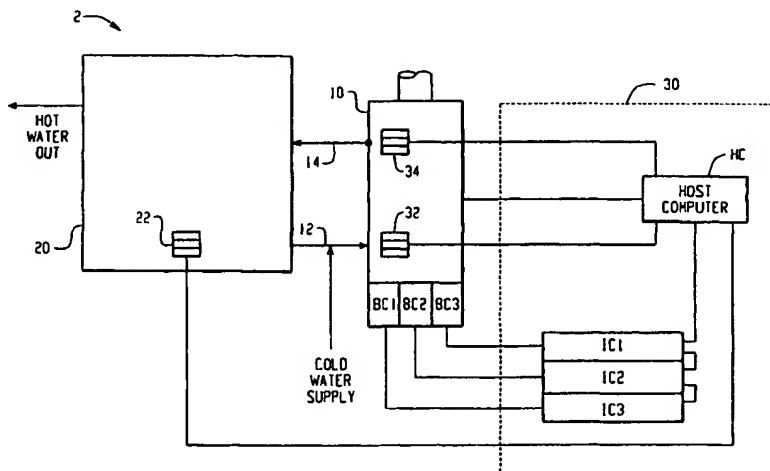 2
30
10
HOT
WATER
OUT
14
34
HC
HOST
COMPUTER
32
22
12
20
BC1 BC2 BC3
COLD
WATER
SUPPLY
IC1
IC2
IC3